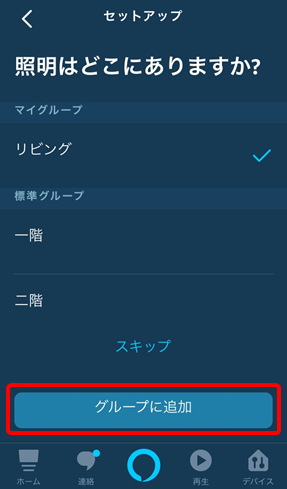 セットアップ
照明はどこにありますか?
マイグループ
リビング
標準グループ
一階
二階
スキップ
グループに追加
ホーム
連絡
再生
デバイス